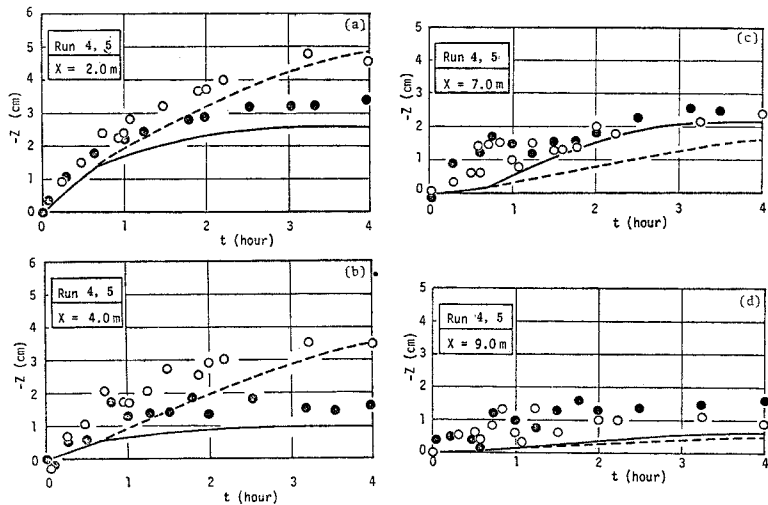 (a)
6
5
4
3
2
1
0
-Z (cm)
Run 4, 5
X = 2.0 m
0 1 2 3 4
t (hour)
(b)
6
5
4
3
2
1
0
-Z (cm)
Run 4, 5
X = 4.0 m
0 1 2 3 4
t (hour)
(c)
5
4
3
2
1
0
-Z (cm)
Run 4, 5
X = 7.0 m
0 1 2 3 4
t (hour)
(d)
5
4
3
2
1
0
-Z (cm)
Run 4, 5
X = 9.0 m
0 1 2 3 4
t (hour)